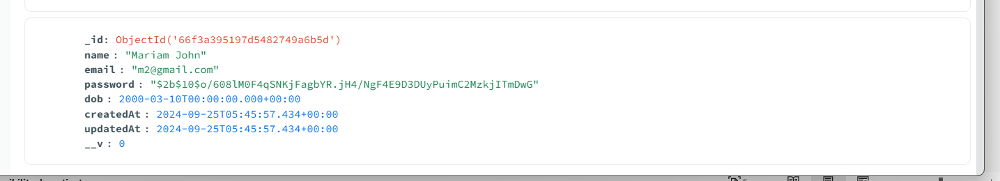 _id: ObjectId('66f3a395197d5482749a6b5d')
name : "Mariam John"
email : "m2@gmail.com"
password : "$2b$10$o/608lM0F4qSNKjFagbYR.jH4/NgF4E9D3DUyPuimC2MzkjITmDwG"
dob : 2000-03-10T00:00:00.000+00:00
createdAt : 2024-09-25T05:45:57.434+00:00
updatedAt : 2024-09-25T05:45:57.434+00:00
__v : 0